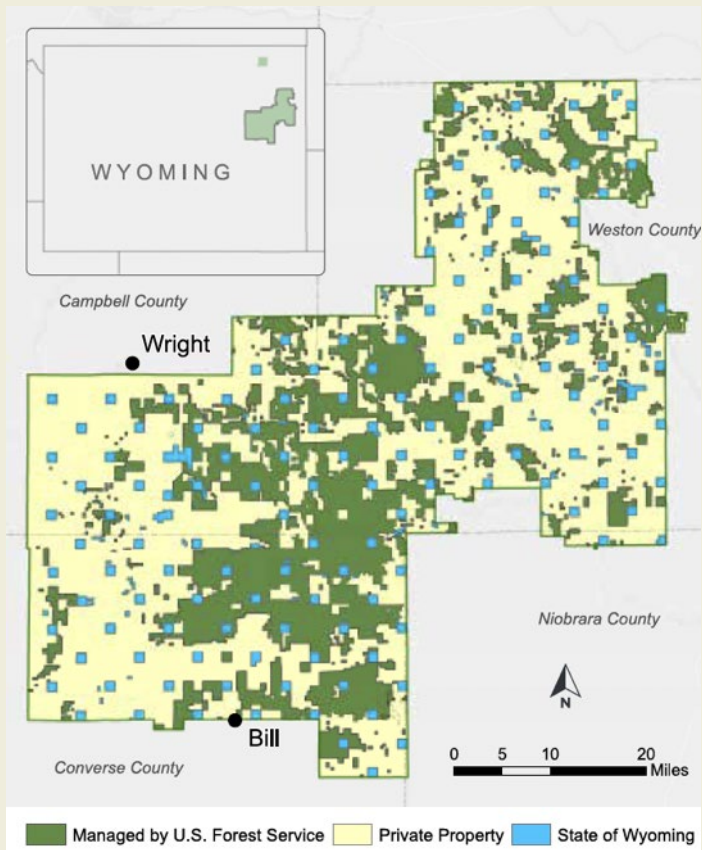 WYOMING
Weston County
Campbell County
Wright
Niobrara County
N
Bill
Converse County
0 5 10 20
Miles
Managed by U.S. Forest Service Private Property State of Wyoming